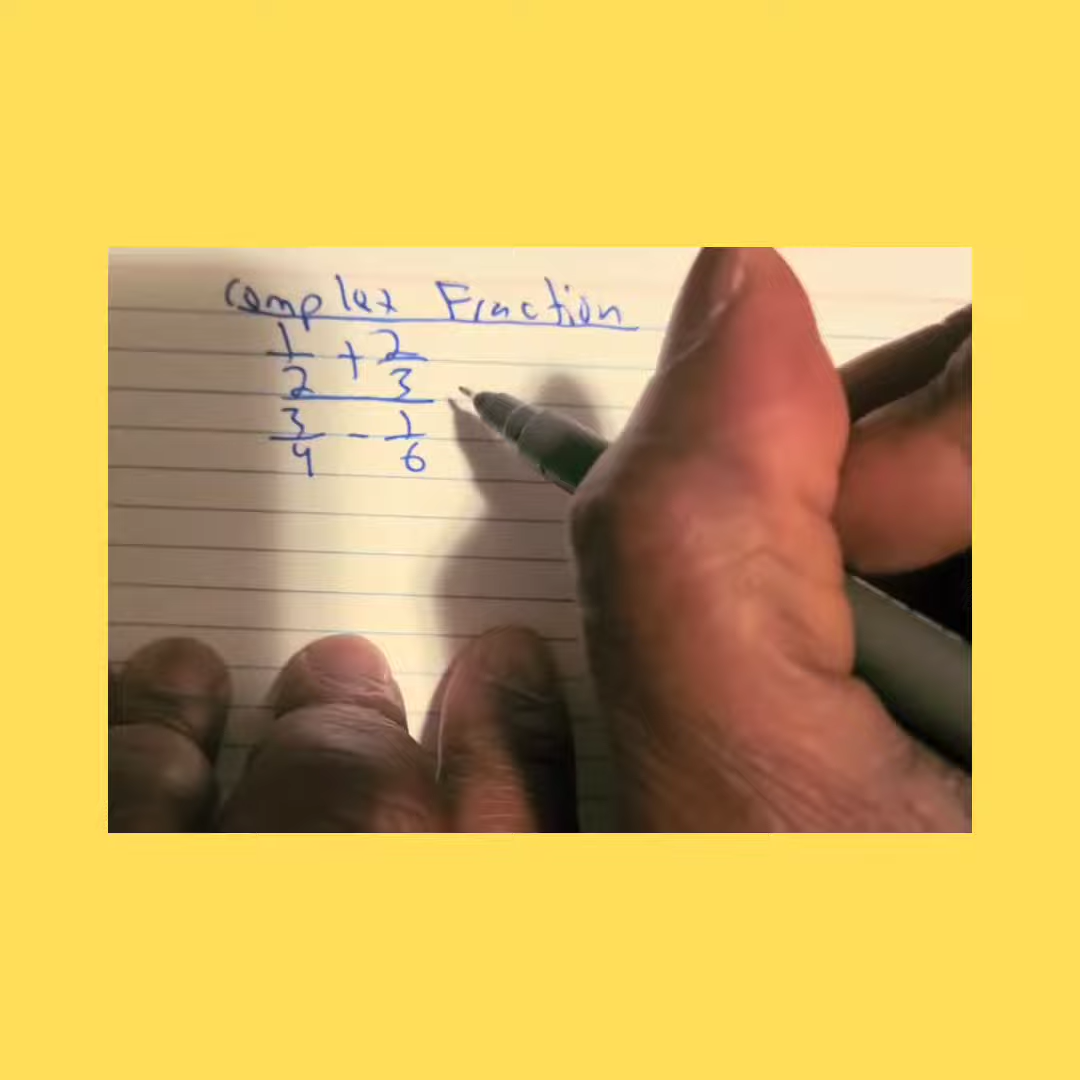 Complex Fraction
1/2 + 2/3
3/4 - 1/6